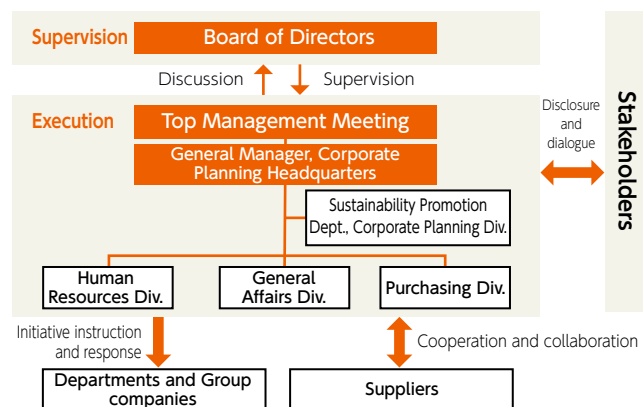 Supervision
Board of Directors
Discussion
Supervision
Execution
Top Management Meeting
General Manager, Corporate
Planning Headquarters
Sustainability Promotion
Dept., Corporate Planning Div.
Human
Resources Div.
General
Affairs Div.
Purchasing Div.
Disclosure
and
dialogue
Stakeholders
Initiative instruction
and response
Cooperation and collaboration
Departments and Group
companies
Suppliers